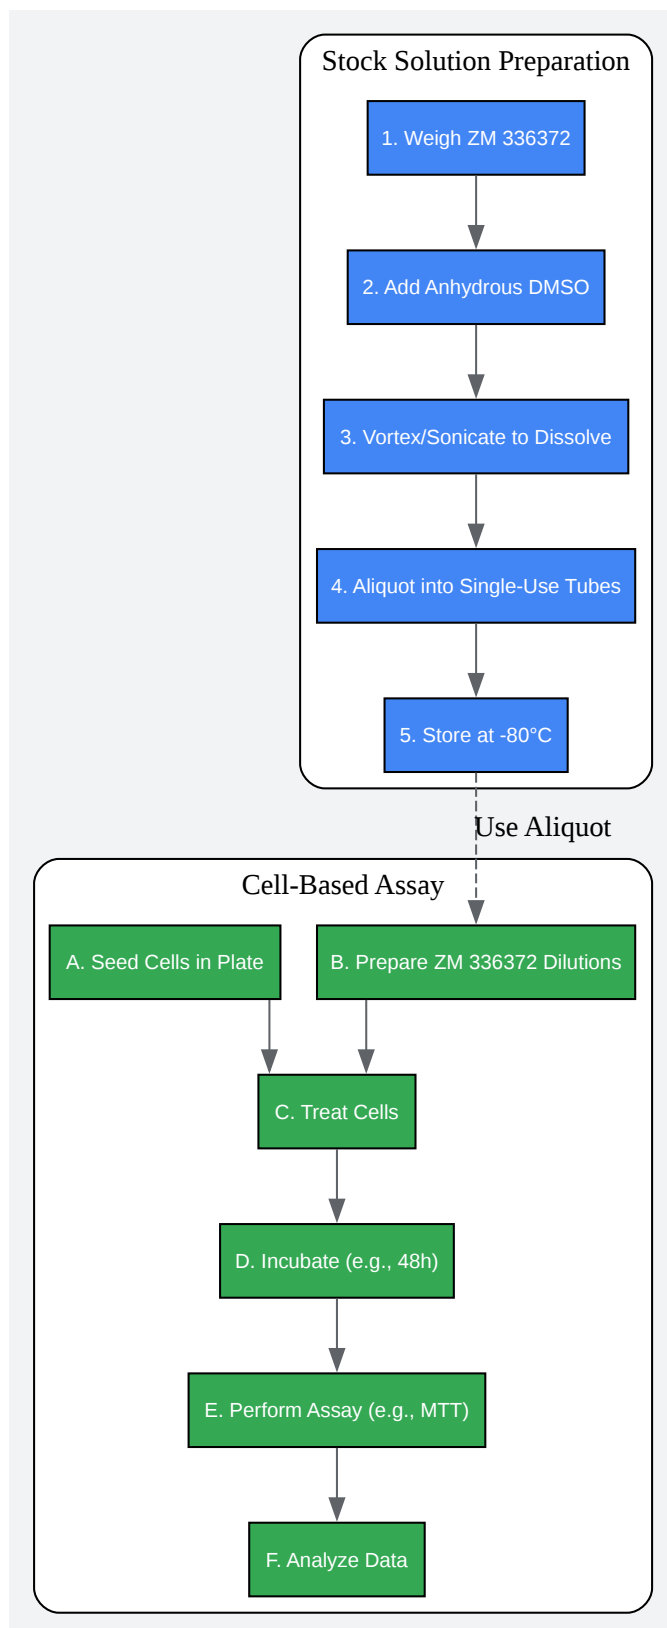 Stock Solution Preparation
1. Weigh ZM 336372
2. Add Anhydrous DMSO
3. Vortex/Sonicate to Dissolve
4. Aliquot into Single-Use Tubes
5. Store at -80°C
Use Aliquot
Cell-Based Assay
A. Seed Cells in Plate
B. Prepare ZM 336372 Dilutions
C. Treat Cells
D. Incubate (e.g., 48h)
E. Perform Assay (e.g., MTT)
F. Analyze Data